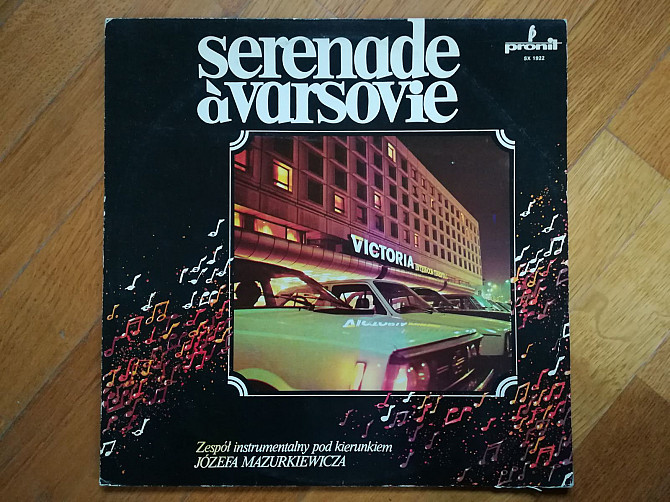 serenade
à varsovie
pronit
SX 1922
VICTORIA
Zespół instrumentalny pod kierunkiem
JÓZEFA MAZURKIEWICZA